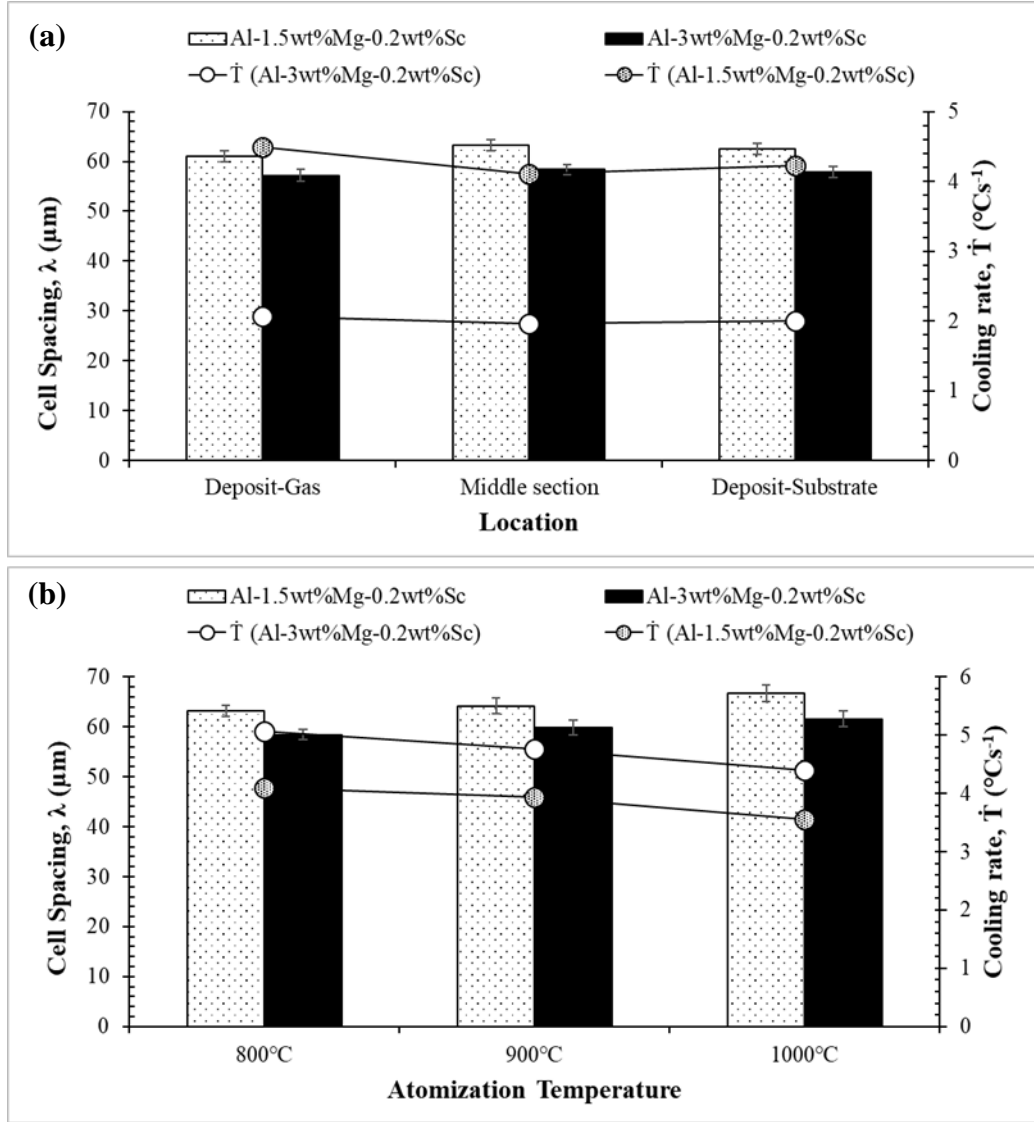 (a)
Al-1.5wt%Mg-0.2wt%Sc Al-3wt%Mg-0.2wt%Sc
Ṫ (Al-3wt%Mg-0.2wt%Sc) Ṫ (Al-1.5wt%Mg-0.2wt%Sc)
Cell Spacing, λ (µm)
70
60
50
40
30
20
10
0
5
4
3
2
1
0
Cooling rate, Ṫ (°Cs⁻¹)
Deposit-Gas Middle section Deposit-Substrate
Location
(b)
Al-1.5wt%Mg-0.2wt%Sc Al-3wt%Mg-0.2wt%Sc
Ṫ (Al-3wt%Mg-0.2wt%Sc) Ṫ (Al-1.5wt%Mg-0.2wt%Sc)
Cell Spacing, λ (µm)
70
60
50
40
30
20
10
0
6
5
4
3
2
1
0
Cooling rate, Ṫ (°Cs⁻¹)
800°C 900°C 1000°C
Atomization Temperature